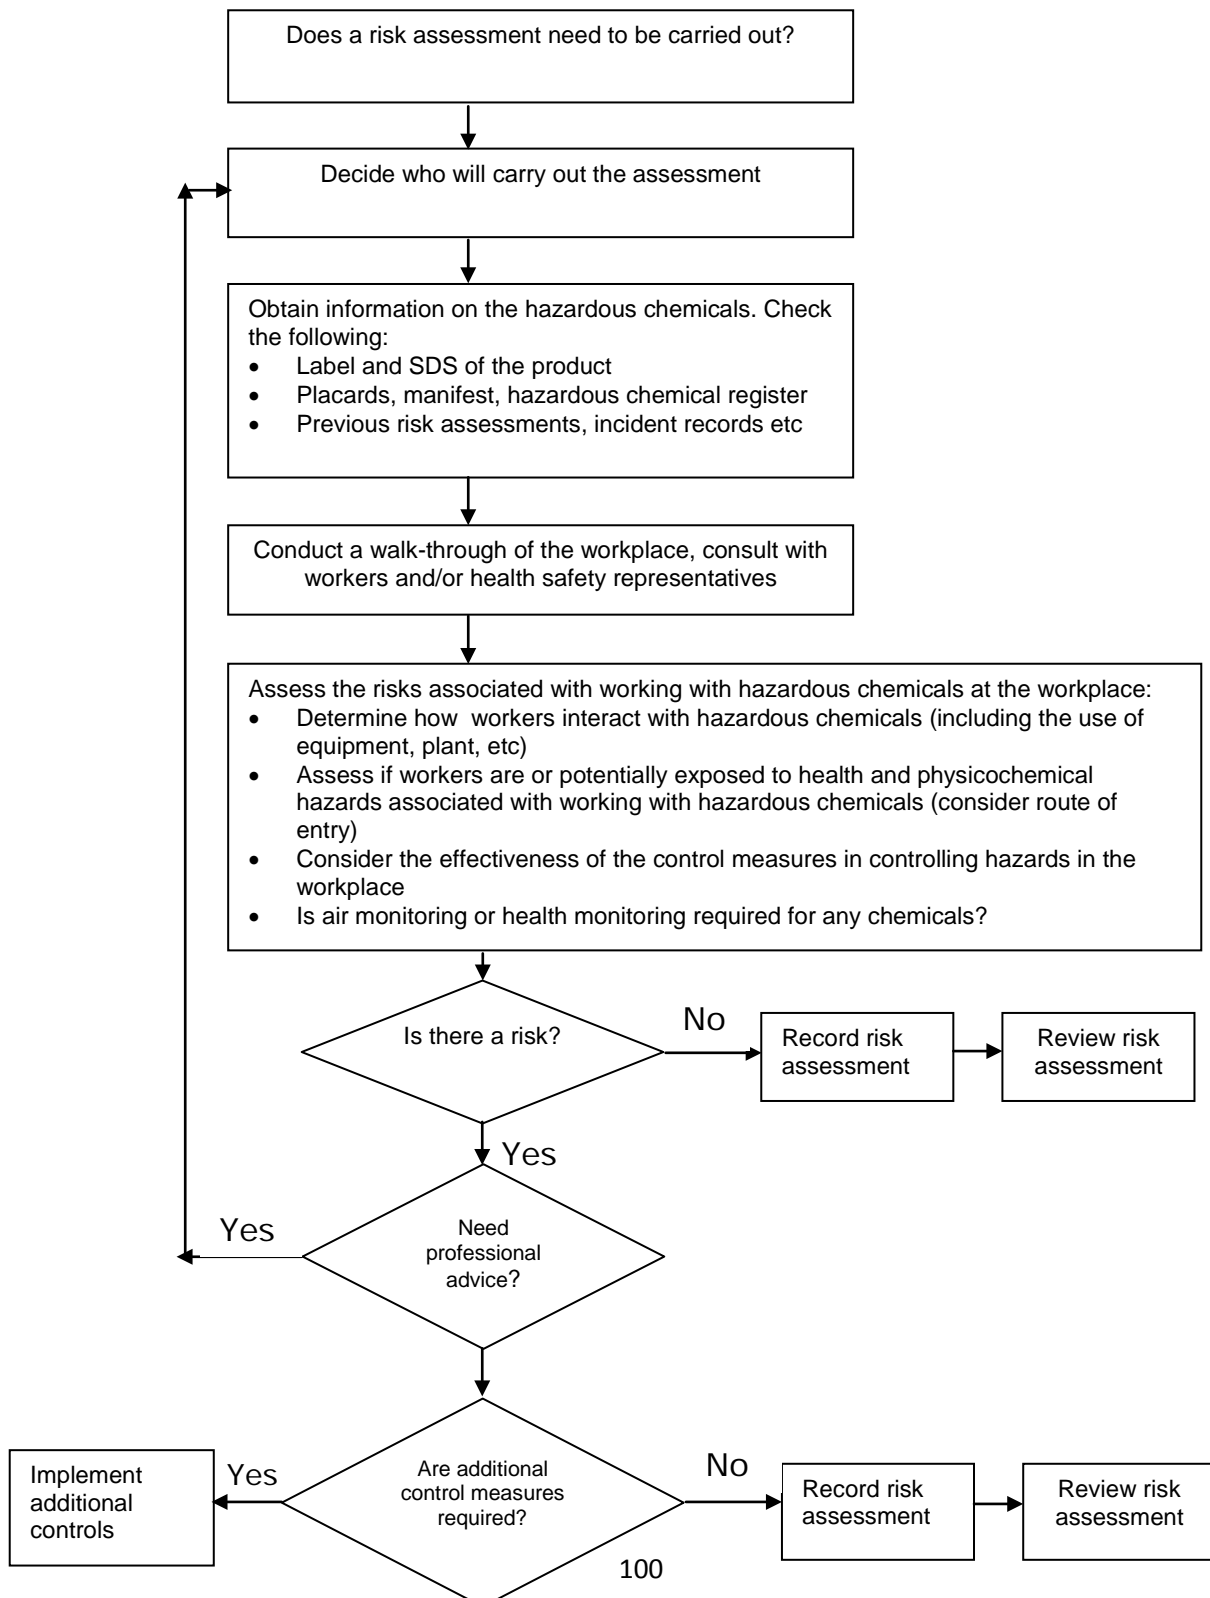 Does a risk assessment need to be carried out?
Decide who will carry out the assessment
Obtain information on the hazardous chemicals. Check
the following:
• Label and SDS of the product
• Placards, manifest, hazardous chemical register
• Previous risk assessments, incident records etc
Conduct a walk-through of the workplace, consult with
workers and/or health safety representatives
Assess the risks associated with working with hazardous chemicals at the workplace:
• Determine how  workers interact with hazardous chemicals (including the use of
equipment, plant, etc)
• Assess if workers are or potentially exposed to health and physicochemical
hazards associated with working with hazardous chemicals (consider route of
entry)
• Consider the effectiveness of the control measures in controlling hazards in the
workplace
• Is air monitoring or health monitoring required for any chemicals?
Is there a risk?
No
Record risk
assessment
Review risk
assessment
Yes
Need
professional
advice?
Yes
Are additional
control measures
required?
Yes
Implement
additional
controls
No
Record risk
assessment
Review risk
assessment
100